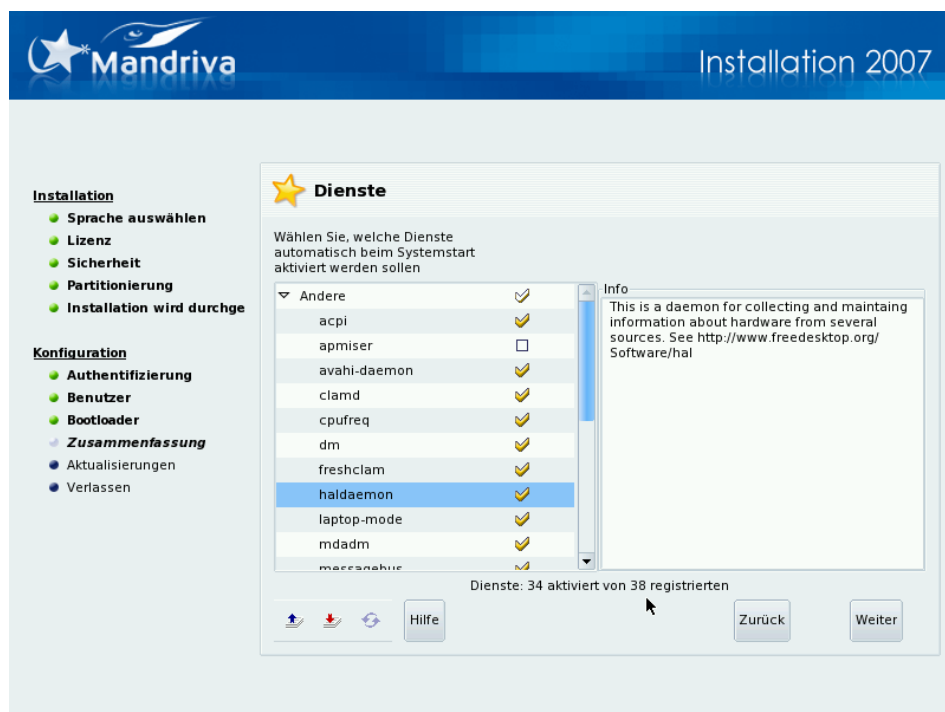 Mandriva
Installation 2007
Installation
Sprache auswählen
Lizenz
Sicherheit
Partitionierung
Installation wird durchge
Konfiguration
Authentifizierung
Benutzer
Bootloader
Zusammenfassung
Aktualisierungen
Verlassen
Dienste
Wählen Sie, welche Dienste
automatisch beim Systemstart
aktiviert werden sollen
Andere
acpi
apmiser
avahi-daemon
clamd
cpufreq
dm
freshclam
haldaemon
laptop-mode
mdadm
messagebus
Info
This is a daemon for collecting and maintaing
information about hardware from several
sources. See http://www.freedesktop.org/
Software/hal
Dienste: 34 aktiviert von 38 registrierten
Hilfe
Zurück
Weiter